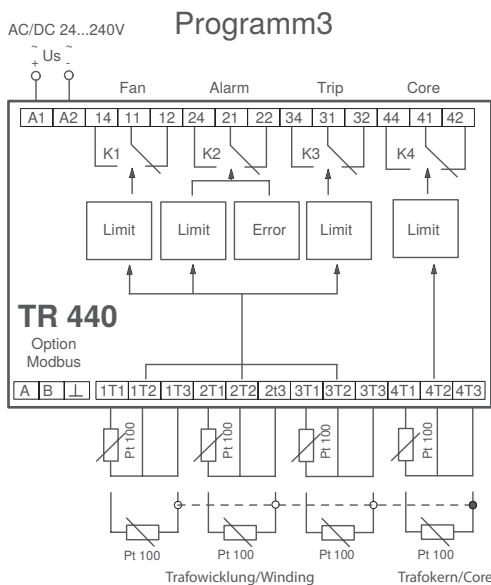 Programm3
AC/DC 24...240V
~ Us ~
+ -
Fan Alarm Trip Core
A1 A2 14 11 12 24 21 22 34 31 32 44 41 42
K1 K2 K3 K4
Limit Limit Error Limit Limit
TR 440
Option
Modbus
A B ⊥ 1T1 1T2 1T3 2T1 2T2 2t3 3T1 3T2 3T3 4T1 4T2 4T3
Pt 100 Pt 100 Pt 100 Pt 100
Pt 100 Pt 100 Pt 100 Pt 100
Trafowicklung/Winding Trafokern/Core